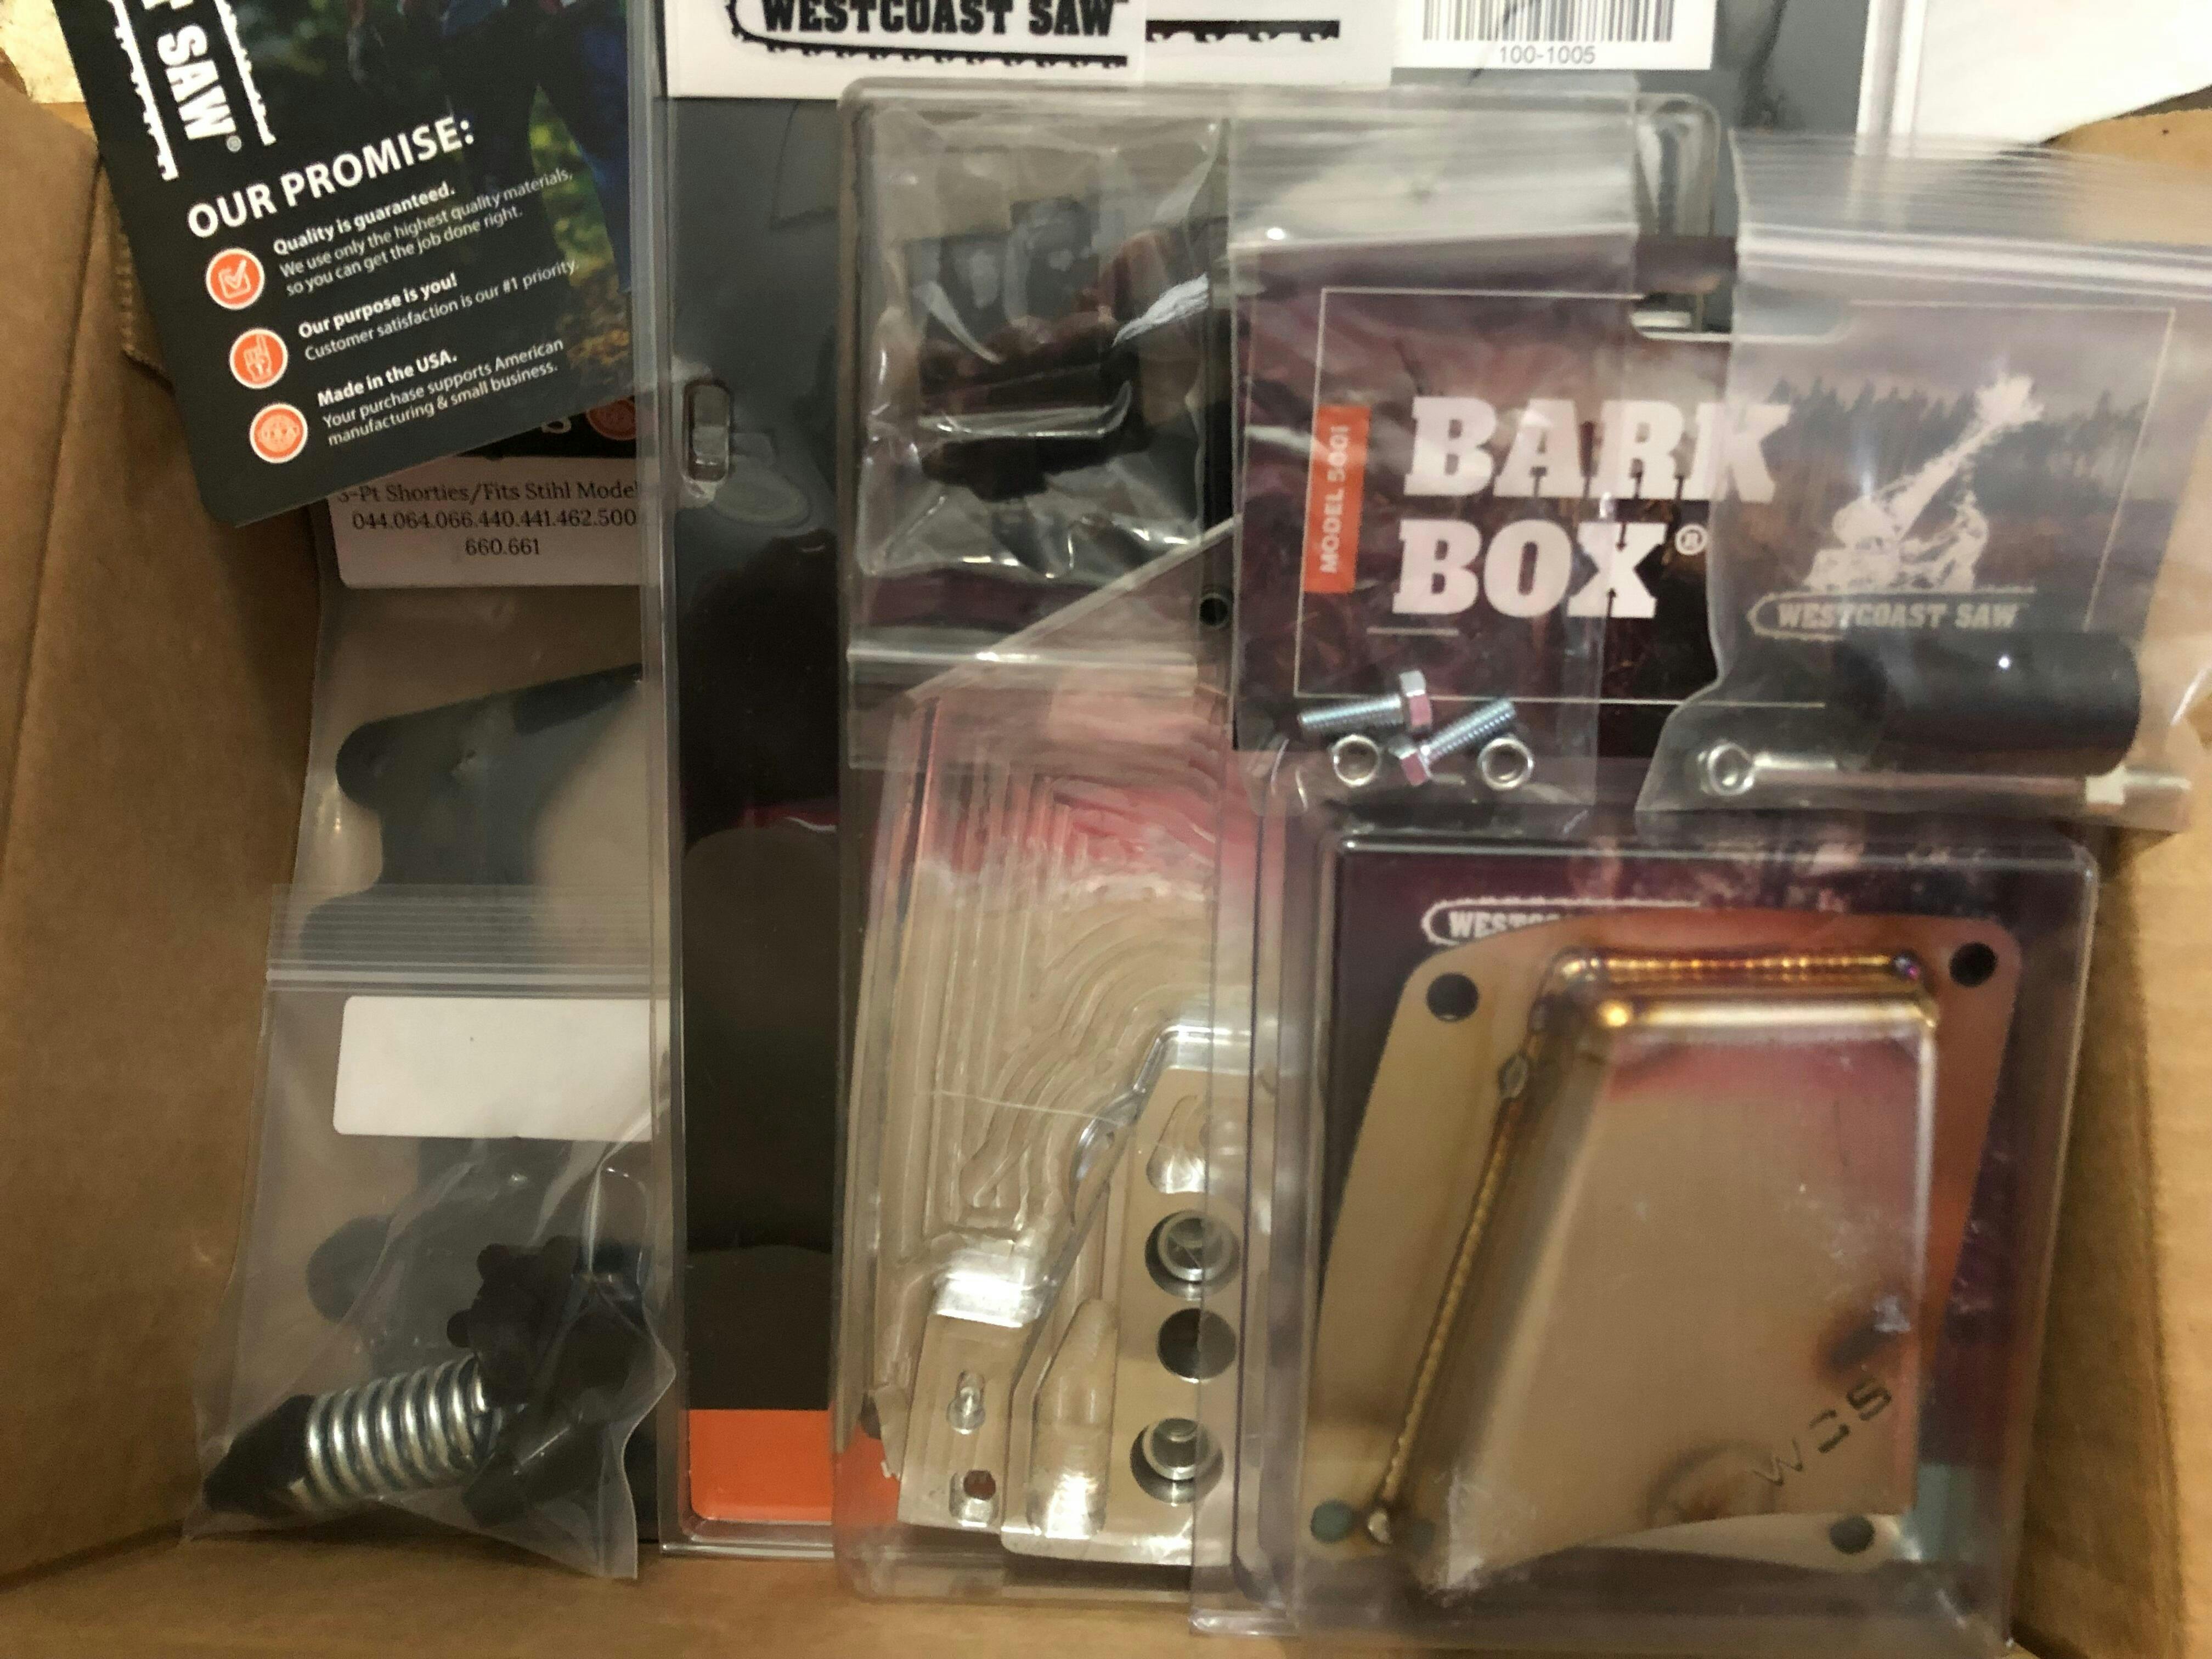 WESTCOAST SAW
100-1005
T SAW®
OUR PROMISE:
Quality is guaranteed.
We use only the highest quality materials,
so you can get the job done right.
Our purpose is you!
Customer satisfaction is our #1 priority.
Made in the USA.
Your purchase supports American
manufacturing & small business.
3-Pt Shorties/Fits Stihl Model
044.064.066.440.441.462.500
660.661
MODEL 500i
BARK
BOX®
WESTCOAST SAW
WESTCO
WCS